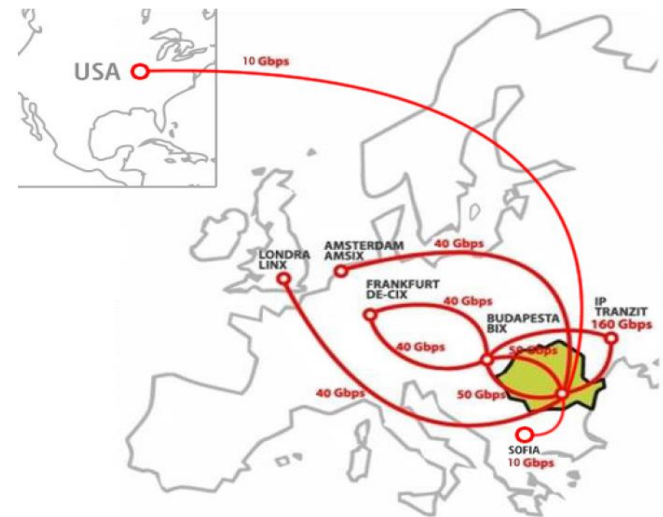 10 Gbps
USA
AMSTERDAM
AMSIX
40 Gbps
LONDRA
LINX
FRANKFURT
DE-CIX
40 Gbps
IP
TRANZIT
160 Gbps
BUDAPESTA
BIX
40 Gbps
50 Gbps
40 Gbps
50 Gbps
SOFIA
10 Gbps